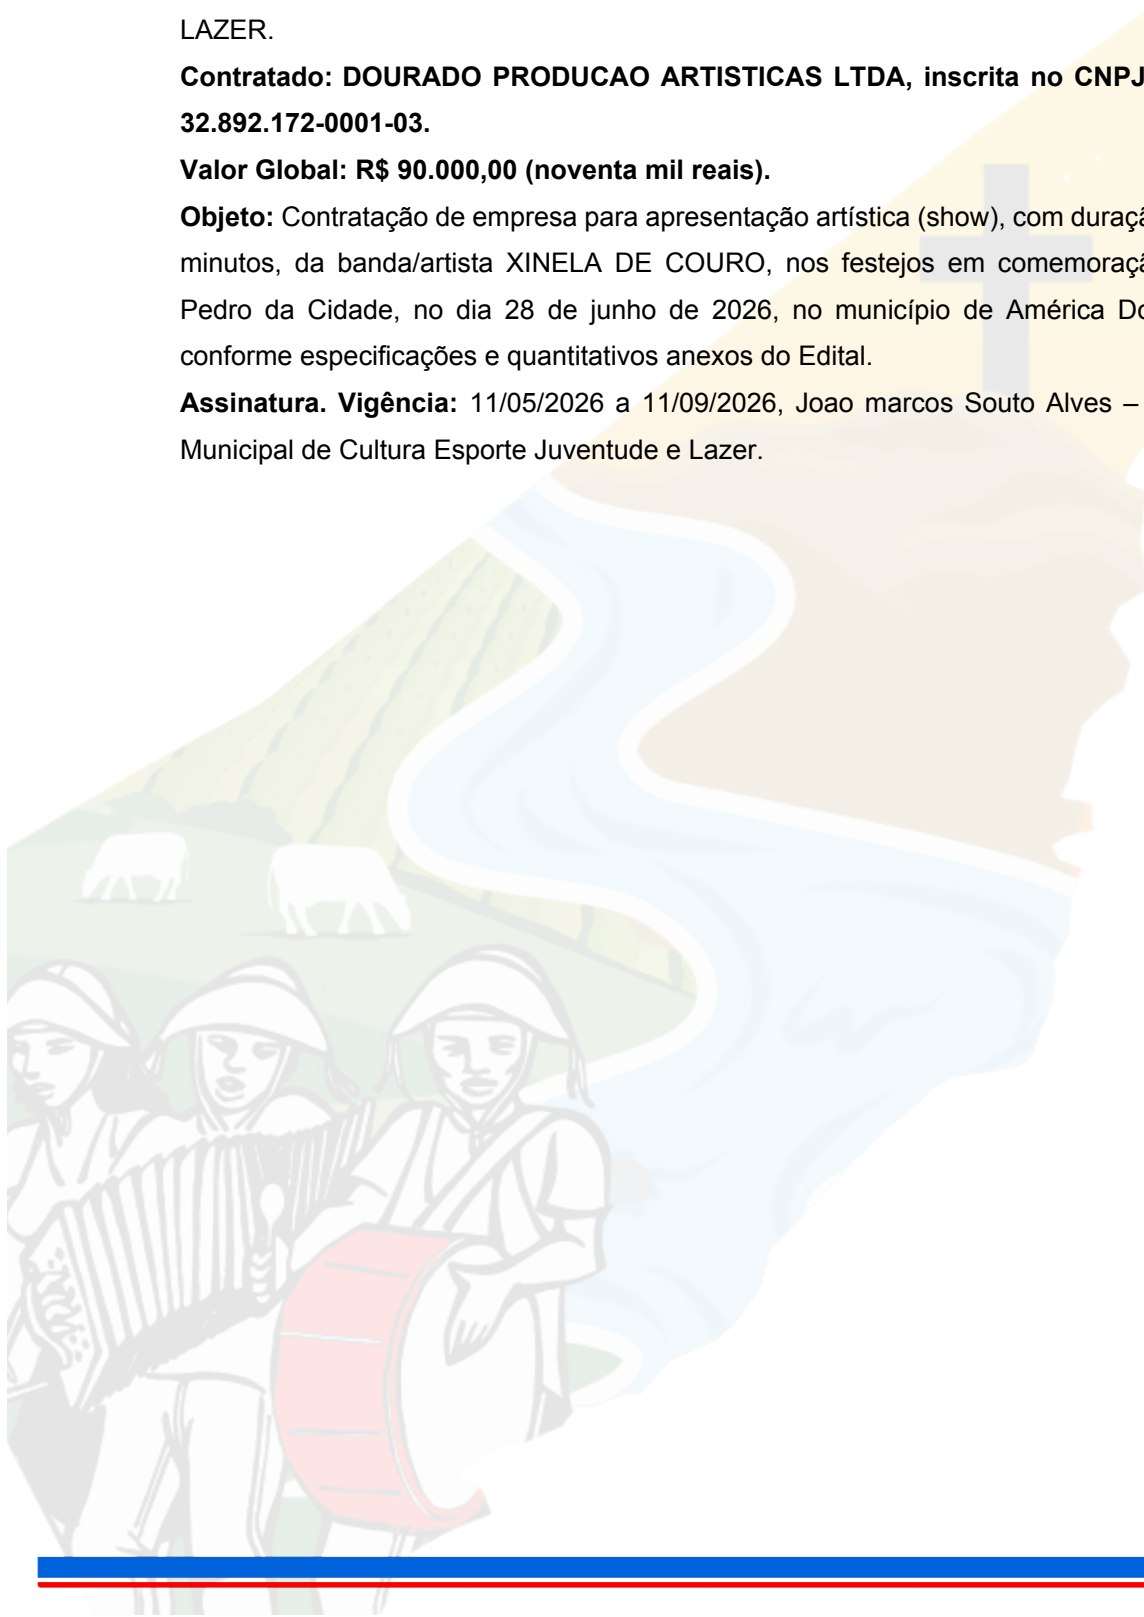 LAZER.
Contratado: DOURADO PRODUCAO ARTISTICAS LTDA, inscrita no CNPJ
32.892.172-0001-03.
Valor Global: R$ 90.000,00 (noventa mil reais).
Objeto: Contratação de empresa para apresentação artística (show), com
minutos, da banda/artista XINELA DE COURO, nos festejos em
Pedro da Cidade, no dia 28 de junho de 2026, no município de América
conforme especificações e quantitativos anexos do Edital.
Assinatura. Vigência: 11/05/2026 a 11/09/2026, Joao marcos Souto Alves –
Municipal de Cultura Esporte Juventude e Lazer.